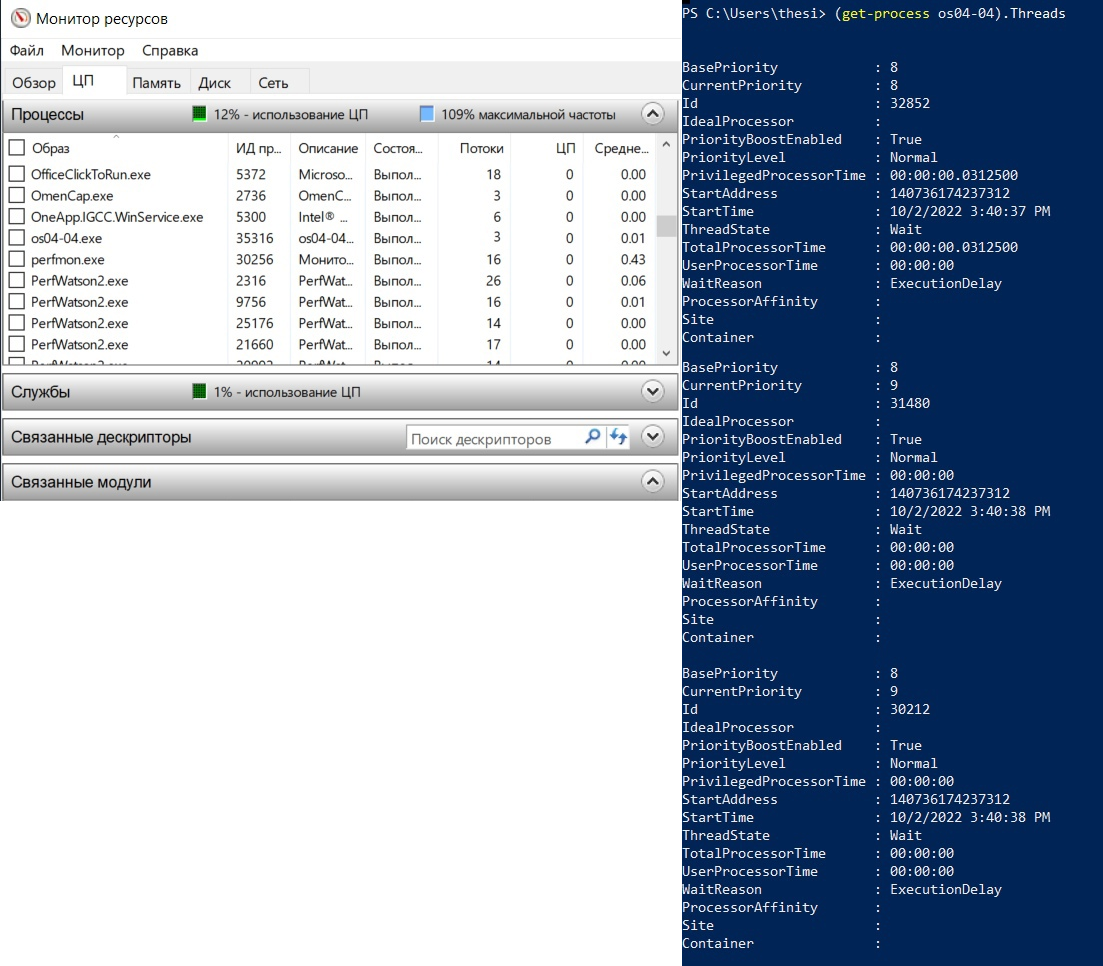 Монитор ресурсов
Файл Монитор Справка
Обзор ЦП Память Диск Сеть
Процессы 12% - использование ЦП 109% максимальной частоты
Образ ИД пр... Описание Состоя... Потоки ЦП Средне...
OfficeClickToRun.exe 5372 Microso... Выпол... 18 0 0.00
OmenCap.exe 2736 OmenC... Выпол... 3 0 0.00
OneApp.IGCC.WinService.exe 5300 Intel® ... Выпол... 6 0 0.00
os04-04.exe 35316 os04-04... Выпол... 3 0 0.01
perfmon.exe 30256 Монито... Выпол... 16 0 0.43
PerfWatson2.exe 2316 PerfWat... Выпол... 26 0 0.06
PerfWatson2.exe 9756 PerfWat... Выпол... 16 0 0.01
PerfWatson2.exe 25176 PerfWat... Выпол... 14 0 0.00
PerfWatson2.exe 21660 PerfWat... Выпол... 17 0 0.00
Службы 1% - использование ЦП
Связанные дескрипторы Поиск дескрипторов
Связанные модули
PS C:\Users\thesi> (get-process os04-04).Threads
BasePriority : 8
CurrentPriority : 8
Id : 32852
IdealProcessor :
PriorityBoostEnabled : True
PriorityLevel : Normal
PrivilegedProcessorTime : 00:00:00.0312500
StartAddress : 140736174237312
StartTime : 10/2/2022 3:40:37 PM
ThreadState : Wait
TotalProcessorTime : 00:00:00.0312500
UserProcessorTime : 00:00:00
WaitReason : ExecutionDelay
ProcessorAffinity :
Site :
Container :
BasePriority : 8
CurrentPriority : 9
Id : 31480
IdealProcessor :
PriorityBoostEnabled : True
PriorityLevel : Normal
PrivilegedProcessorTime : 00:00:00
StartAddress : 140736174237312
StartTime : 10/2/2022 3:40:38 PM
ThreadState : Wait
TotalProcessorTime : 00:00:00
UserProcessorTime : 00:00:00
WaitReason : ExecutionDelay
ProcessorAffinity :
Site :
Container :
BasePriority : 8
CurrentPriority : 9
Id : 30212
IdealProcessor :
PriorityBoostEnabled : True
PriorityLevel : Normal
PrivilegedProcessorTime : 00:00:00
StartAddress : 140736174237312
StartTime : 10/2/2022 3:40:38 PM
ThreadState : Wait
TotalProcessorTime : 00:00:00
UserProcessorTime : 00:00:00
WaitReason : ExecutionDelay
ProcessorAffinity :
Site :
Container :